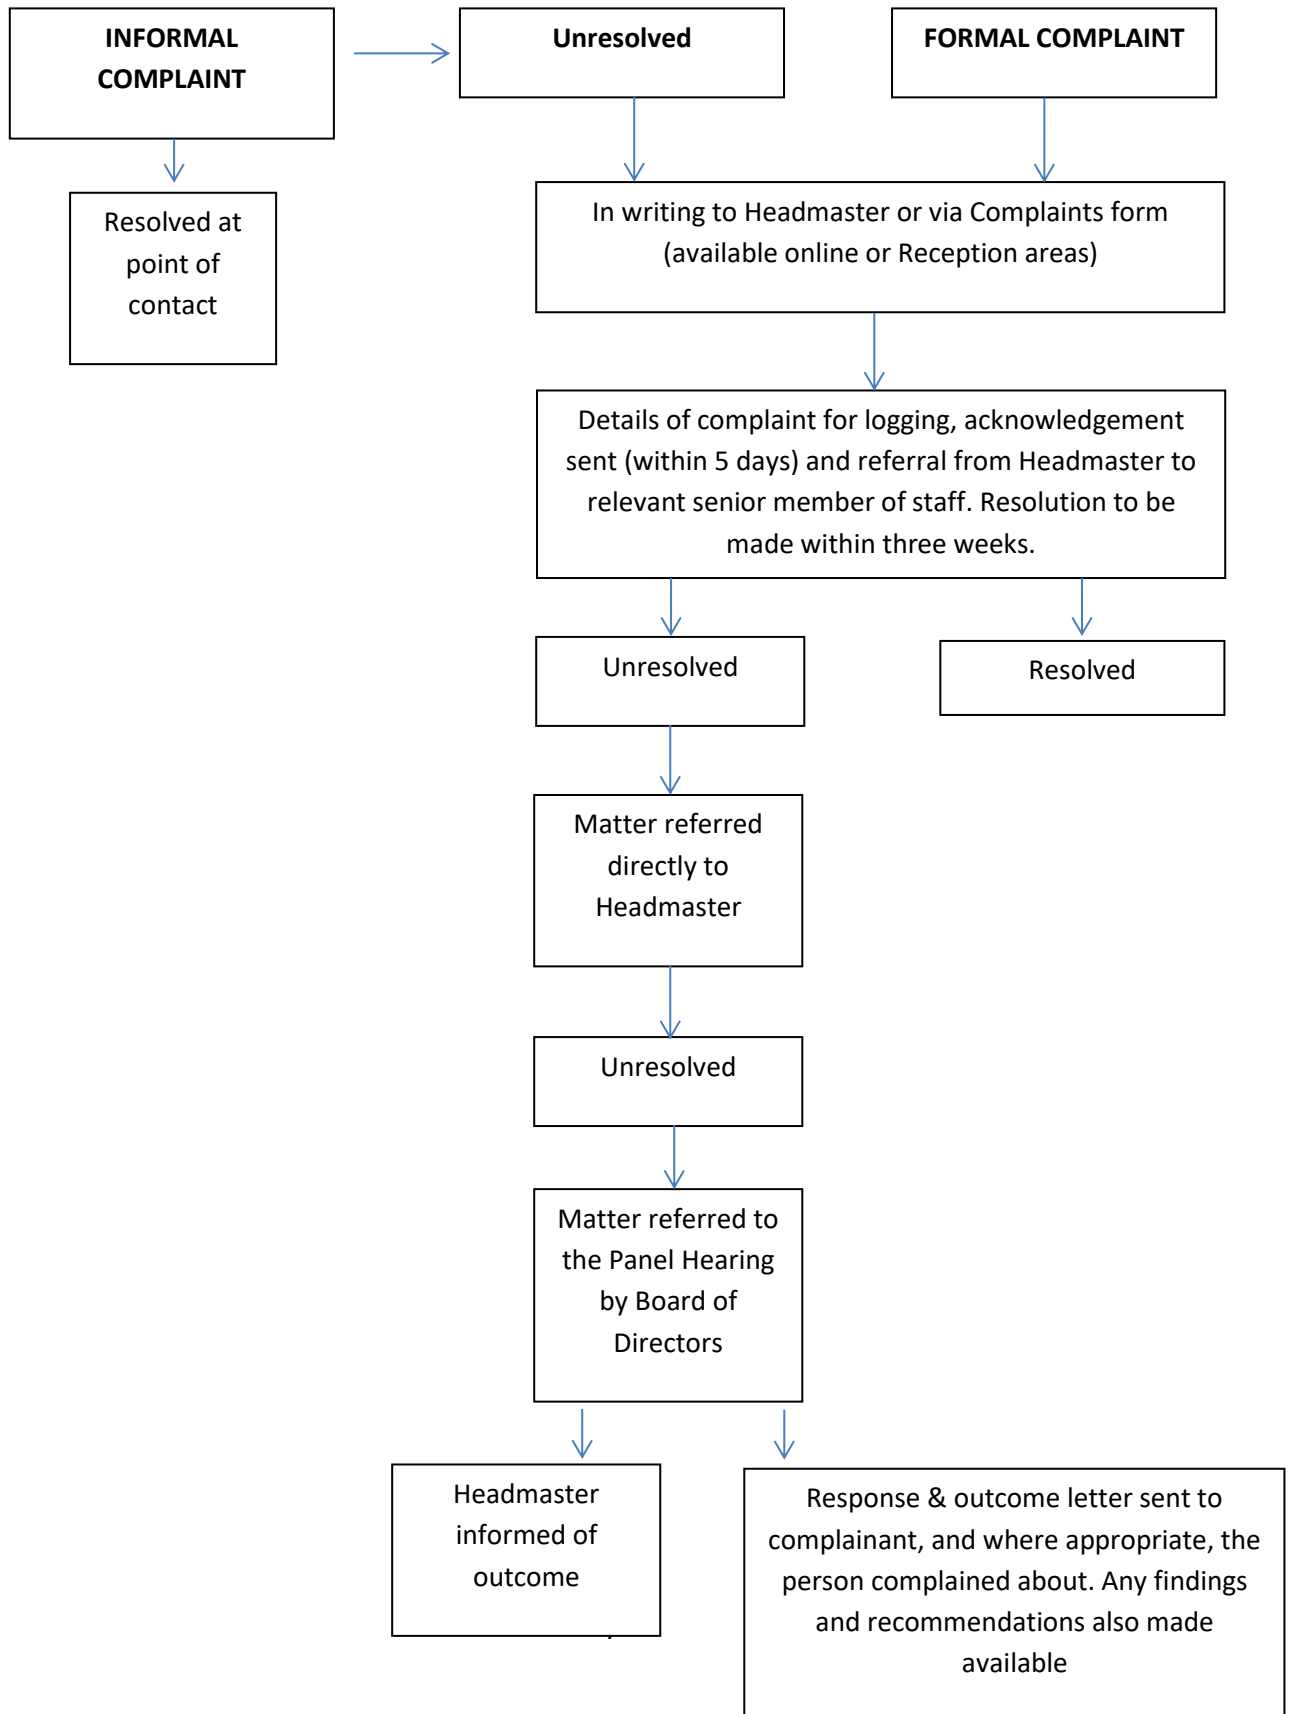 INFORMAL
COMPLAINT
Unresolved
FORMAL COMPLAINT
Resolved at
point of
contact
In writing to Headmaster or via Complaints form
(available online or Reception areas)
Details of complaint for logging, acknowledgement
sent (within 5 days) and referral from Headmaster to
relevant senior member of staff. Resolution to be
made within three weeks.
Unresolved
Resolved
Matter referred
directly to
Headmaster
Unresolved
Matter referred to
the Panel Hearing
by Board of
Directors
Headmaster
informed of
outcome
Response & outcome letter sent to
complainant, and where appropriate, the
person complained about. Any findings
and recommendations also made
available